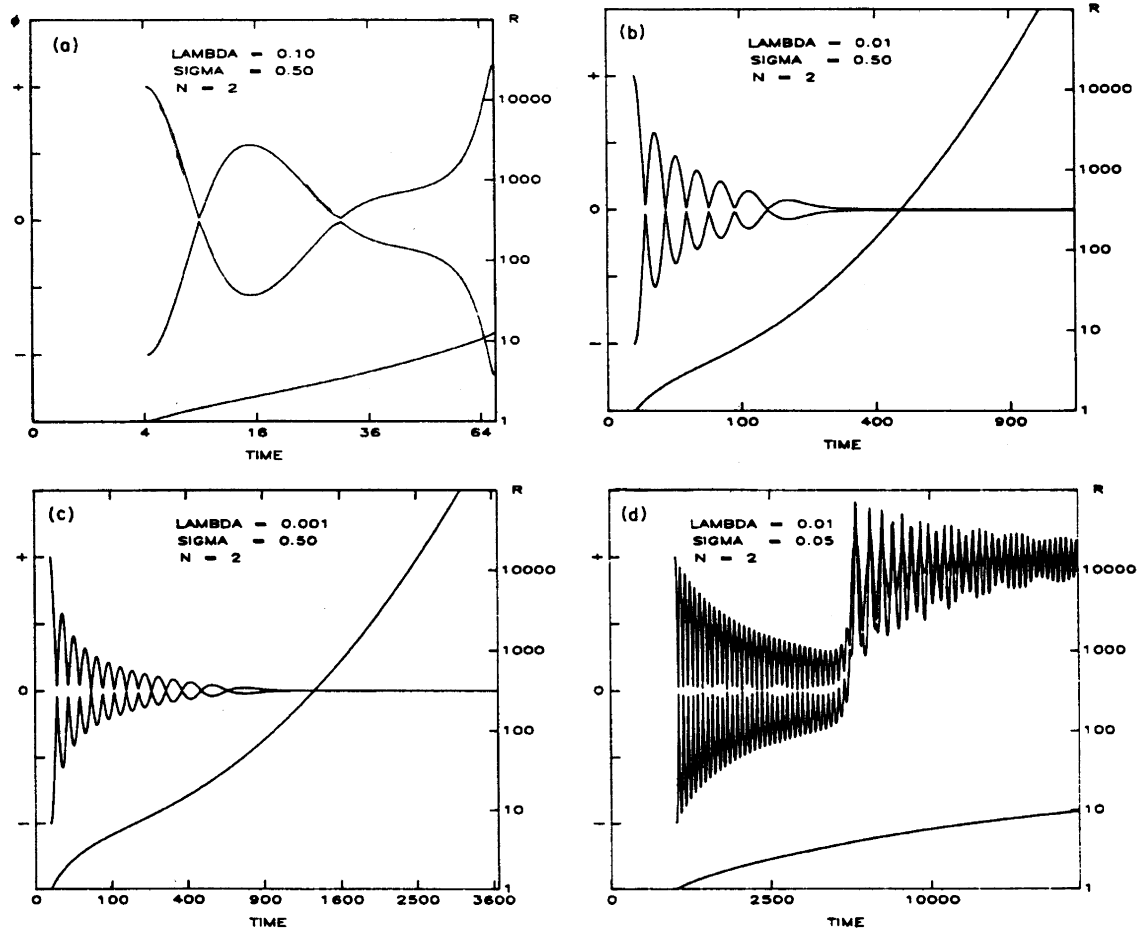 ϕ
R
(a)
LAMBDA = 0.10
SIGMA = 0.50
N = 2
+
0
−
10000
1000
100
10
1
0 4 16 36 64
TIME
R
(b)
LAMBDA = 0.01
SIGMA = 0.50
N = 2
+
0
−
10000
1000
100
10
1
0 100 400 900
TIME
R
(c)
LAMBDA = 0.001
SIGMA = 0.50
N = 2
+
0
−
10000
1000
100
10
1
0 100 400 900 1600 2500 3600
TIME
R
(d)
LAMBDA = 0.01
SIGMA = 0.05
N = 2
+
0
−
10000
1000
100
10
1
0 2500 10000
TIME